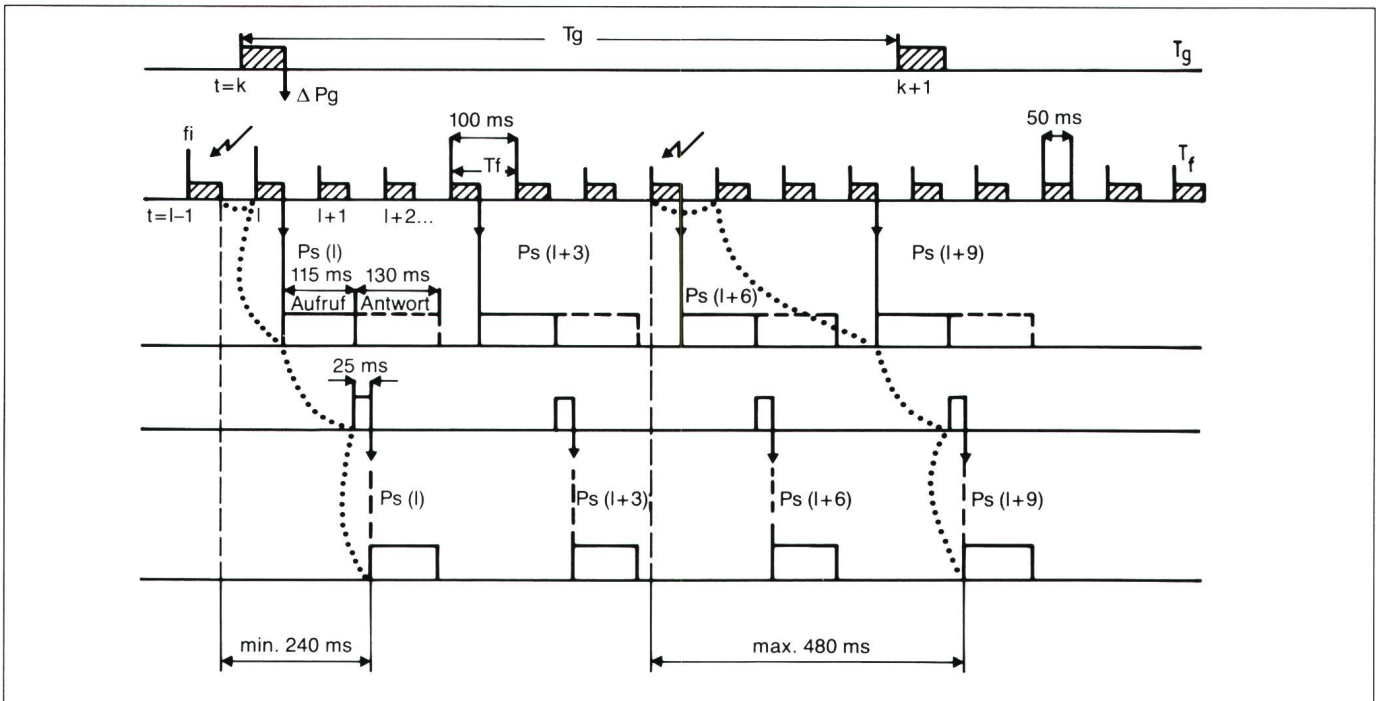 Tg
Tg
t=k
k+1
Δ Pg
100 ms
50 ms
fi
Tf
Tf
t=l–1
l
l+1
l+2...
Ps (l)
Ps (l+3)
Ps (l+9)
115 ms
130 ms
Ps (l+6)
Aufruf
Antwort
25 ms
Ps (l)
Ps (l+3)
Ps (l+6)
Ps (l+9)
min. 240 ms
max. 480 ms